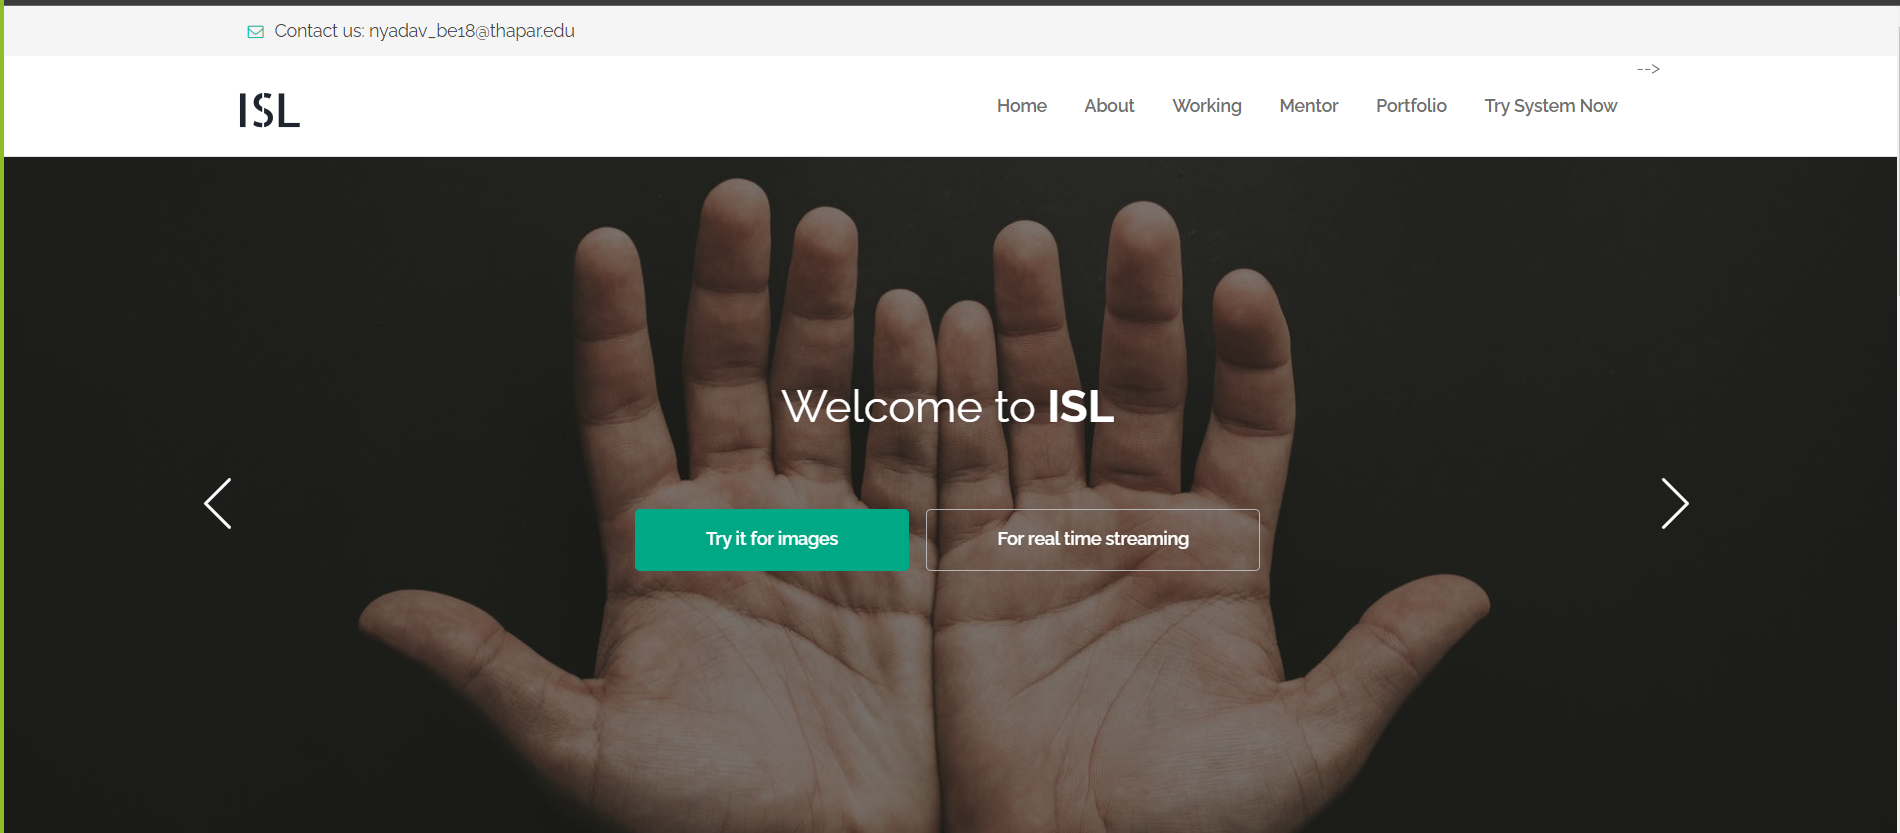 Contact us: nyadav_be18@thapar.edu
-->
ISL
Home About Working Mentor Portfolio Try System Now
Welcome to ISL
Try it for images
For real time streaming